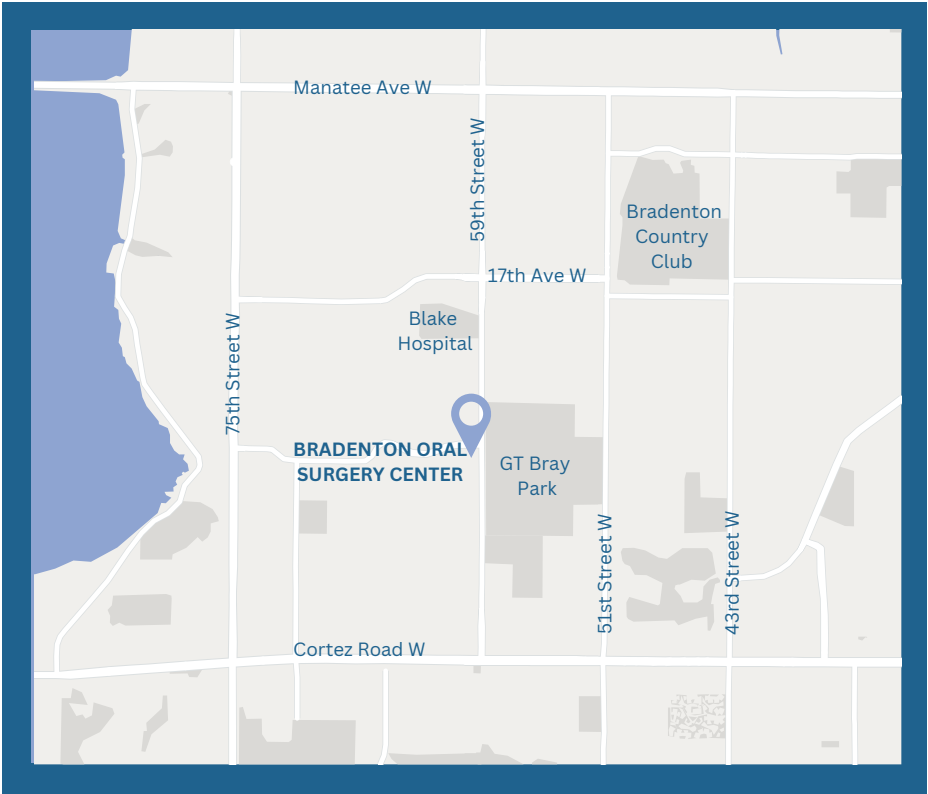 Manatee Ave W
59th Street W
Bradenton
Country
Club
17th Ave W
Blake
Hospital
75th Street W
BRADENTON ORAL
SURGERY CENTER
GT Bray
Park
51st Street W
43rd Street W
Cortez Road W